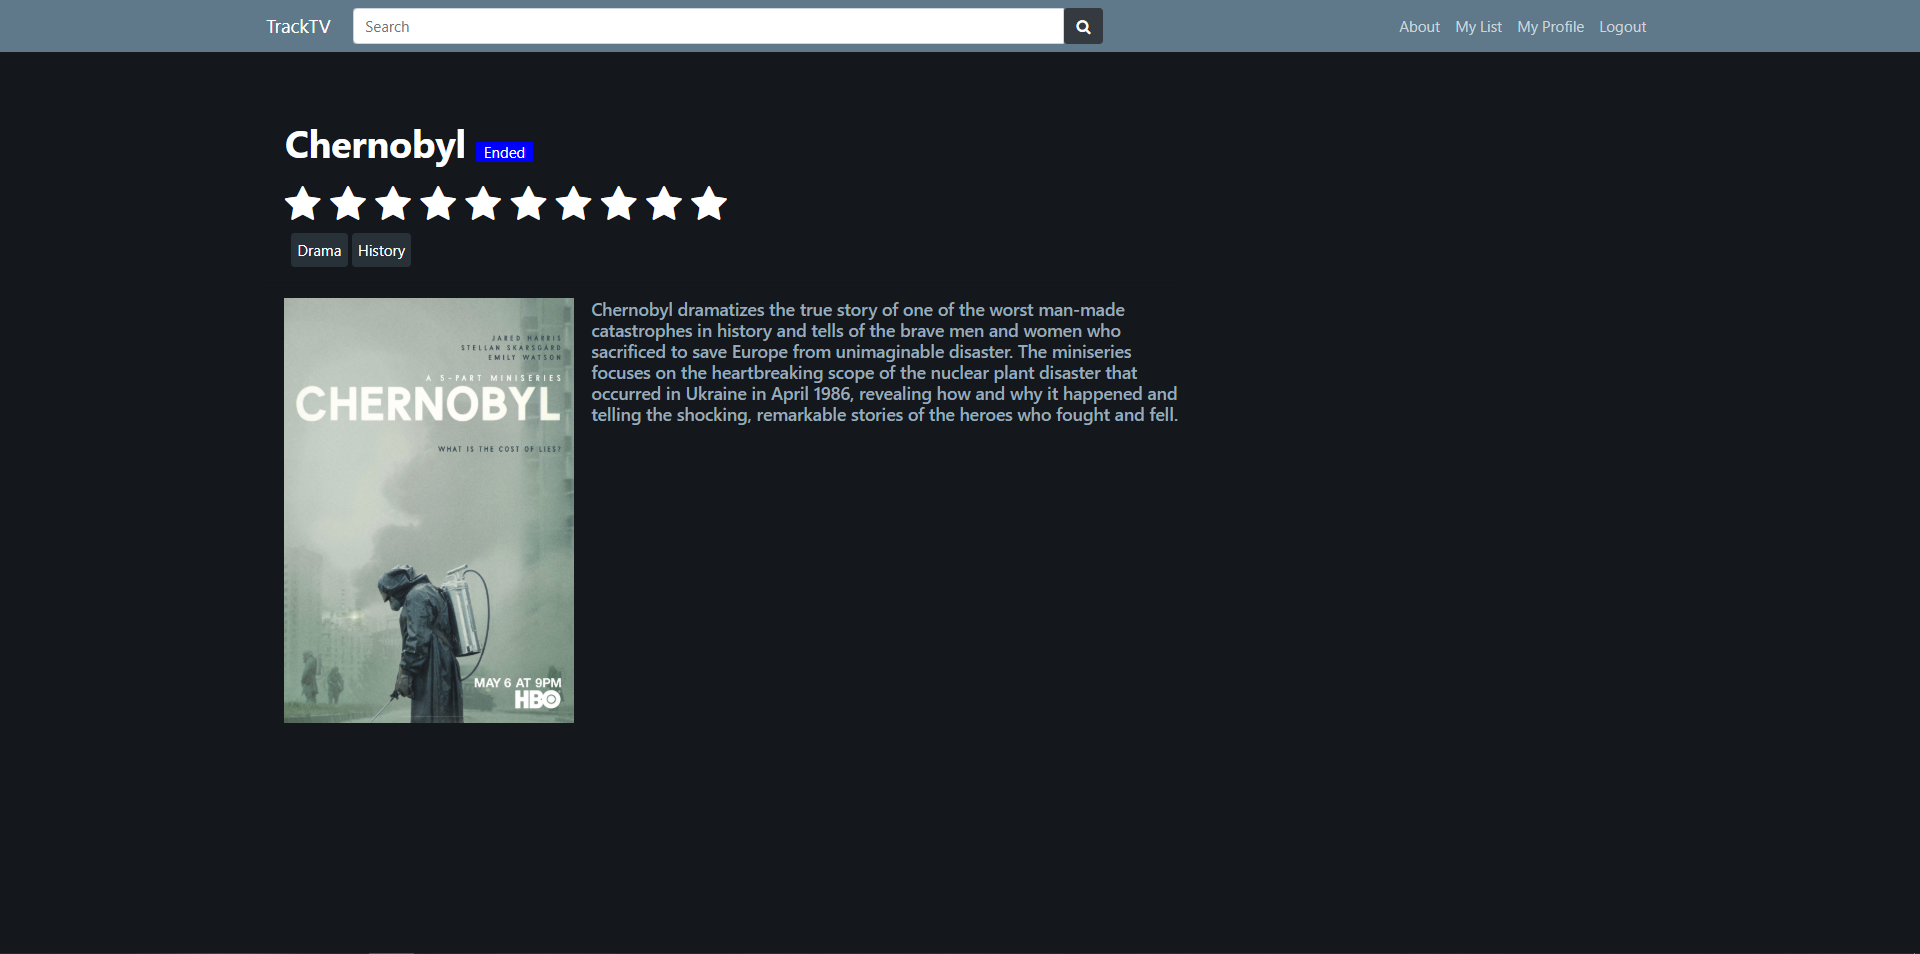 TrackTV
Search
About
My List
My Profile
Logout
Chernobyl
Ended
Drama
History
JARED HARRIS
STELLAN SKARSGÅRD
EMILY WATSON
A 5-PART MINISERIES
CHERNOBYL
WHAT IS THE COST OF LIES?
MAY 6 AT 9PM
HBO
Chernobyl dramatizes the true story of one of the worst man-made
catastrophes in history and tells of the brave men and women who
sacrificed to save Europe from unimaginable disaster. The miniseries
focuses on the heartbreaking scope of the nuclear plant disaster that
occurred in Ukraine in April 1986, revealing how and why it happened and
telling the shocking, remarkable stories of the heroes who fought and fell.